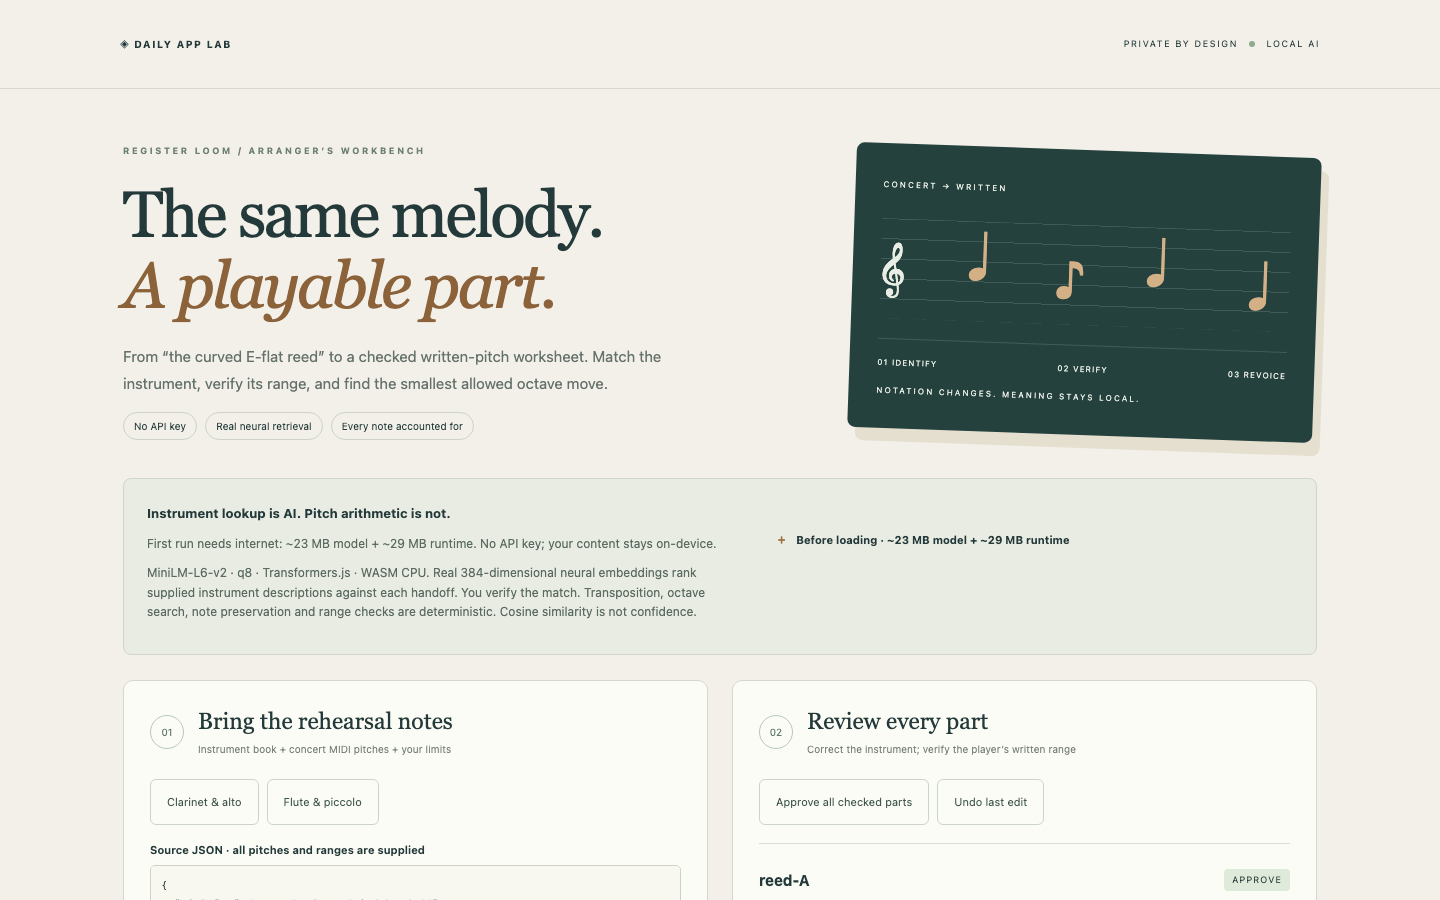 ◈ DAILY APP LAB
PRIVATE BY DESIGN ● LOCAL AI
REGISTER LOOM / ARRANGER'S WORKBENCH
The same melody.
A playable part.
From “the curved E-flat reed” to a checked written-pitch worksheet. Match the
instrument, verify its range, and find the smallest allowed octave move.
No API key
Real neural retrieval
Every note accounted for
CONCERT → WRITTEN
01 IDENTIFY
02 VERIFY
03 REVOICE
NOTATION CHANGES. MEANING STAYS LOCAL.
Instrument lookup is AI. Pitch arithmetic is not.
First run needs internet: ~23 MB model + ~29 MB runtime. No API key; your content stays on-device.
MiniLM-L6-v2 · q8 · Transformers.js · WASM CPU. Real 384-dimensional neural embeddings rank
supplied instrument descriptions against each handoff. You verify the match. Transposition, octave
search, note preservation and range checks are deterministic. Cosine similarity is not confidence.
+ Before loading · ~23 MB model + ~29 MB runtime
01
Bring the rehearsal notes
Instrument book + concert MIDI pitches + your limits
Clarinet & alto
Flute & piccolo
Source JSON · all pitches and ranges are supplied
{
02
Review every part
Correct the instrument; verify the player's written range
Approve all checked parts
Undo last edit
reed-A
APPROVE